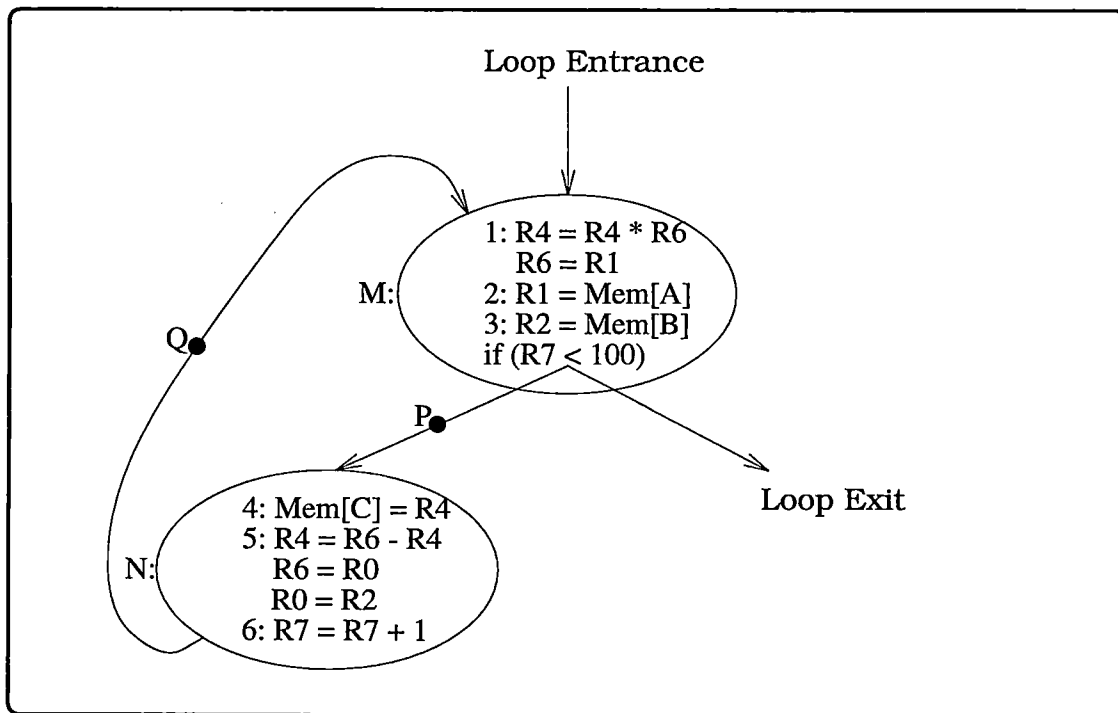 Loop Entrance
1: R4 = R4 * R6
R6 = R1
M:
2: R1 = Mem[A]
3: R2 = Mem[B]
Q
if (R7 < 100)
P
Loop Exit
4: Mem[C] = R4
5: R4 = R6 - R4
N:
R6 = R0
R0 = R2
6: R7 = R7 + 1